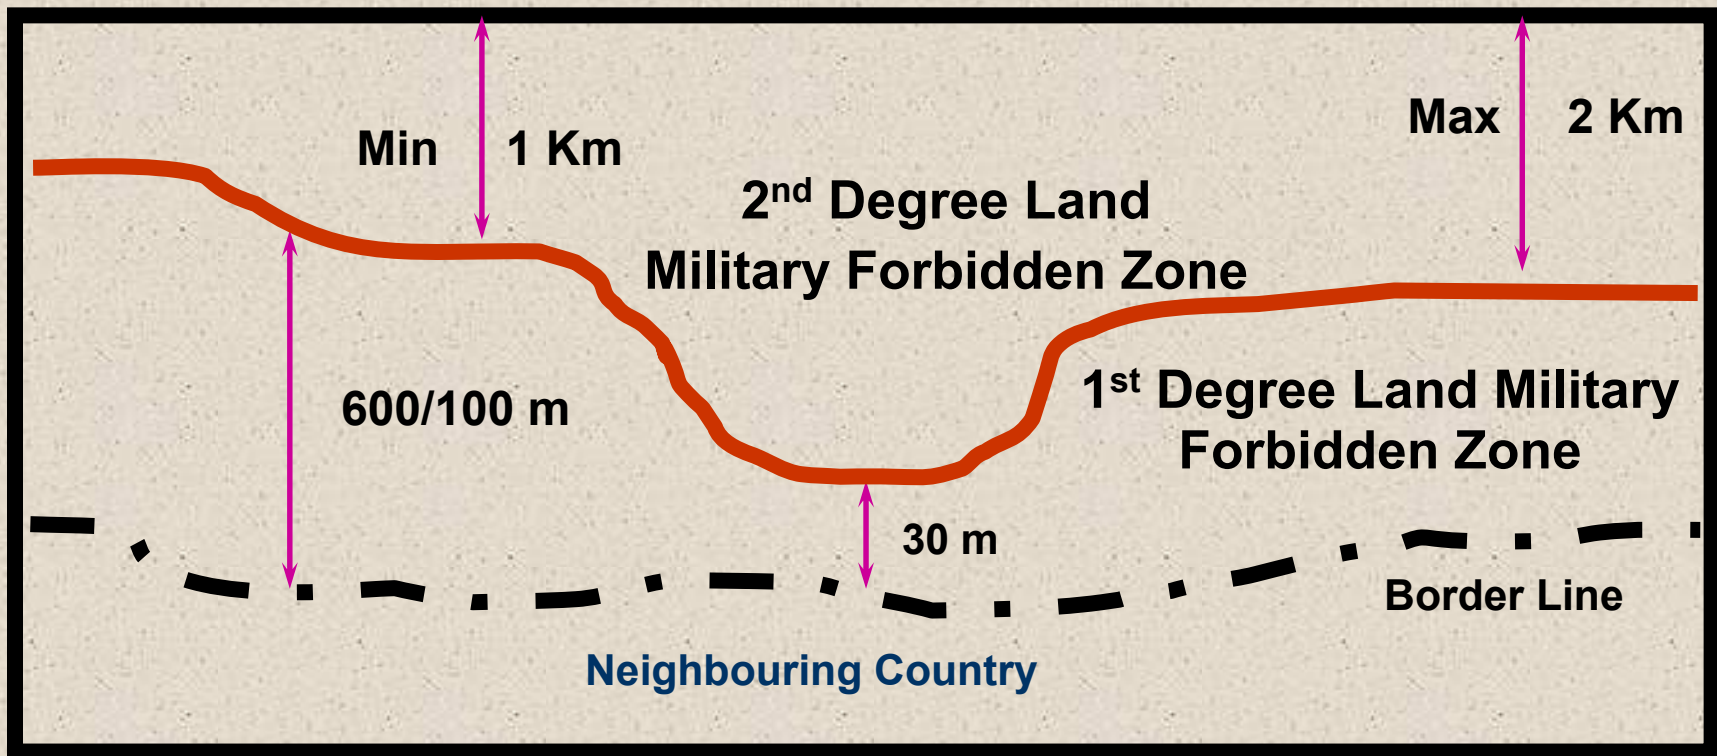 Min 1 Km
Max 2 Km
2nd Degree Land
Military Forbidden Zone
600/100 m
1st Degree Land Military
Forbidden Zone
30 m
Border Line
Neighbouring Country